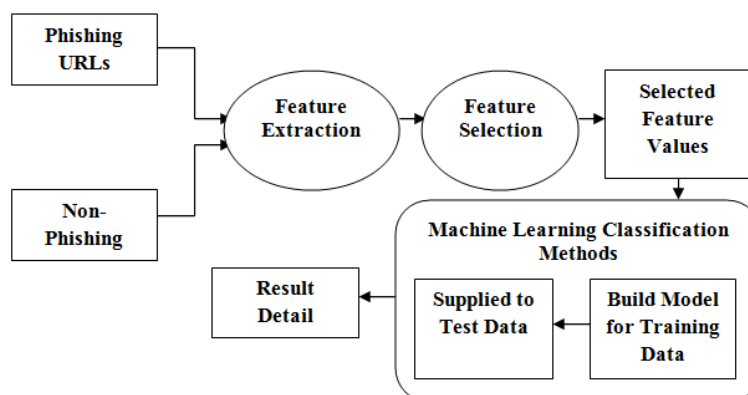 Phishing
URLs
Feature
Extraction
Feature
Selection
Selected
Feature
Values
Non-
Phishing
Machine Learning Classification
Methods
Result
Detail
Supplied to
Test Data
Build Model
for Training
Data